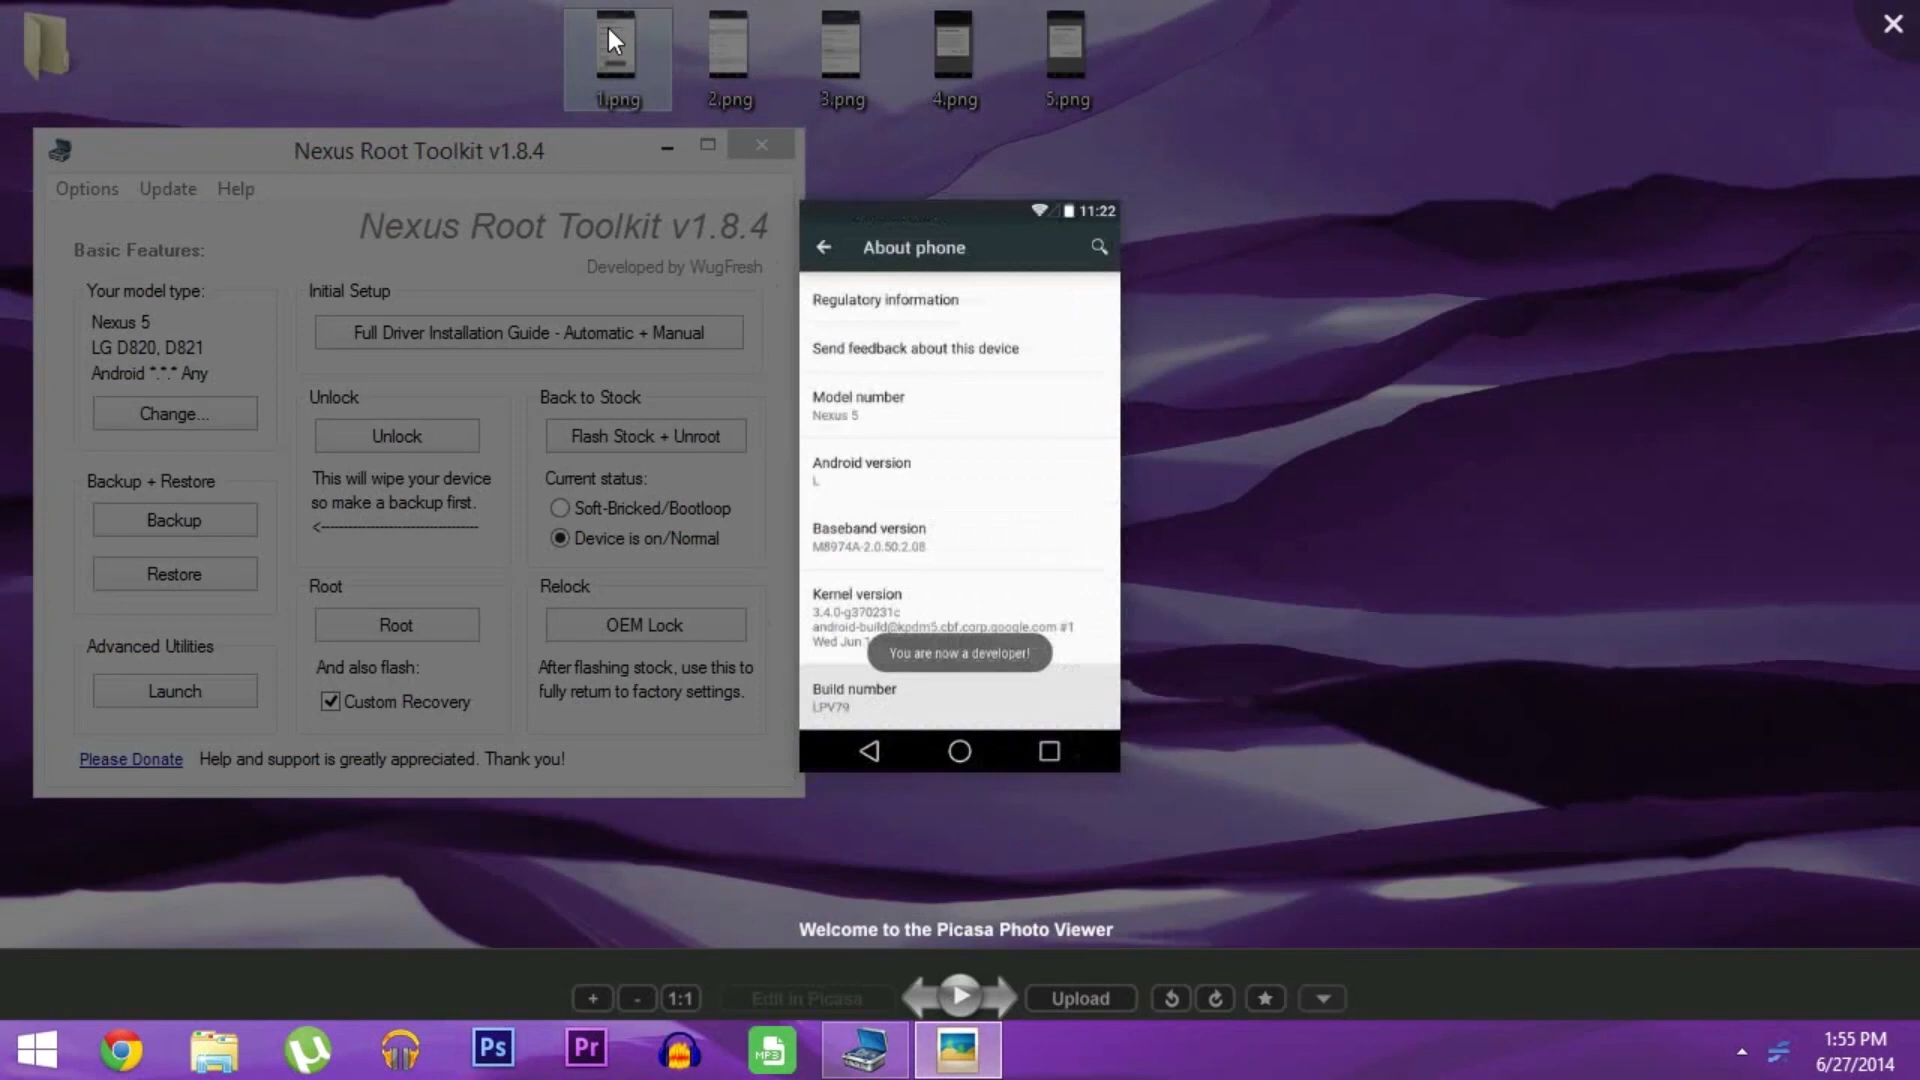 1.png
2.png
3.png
4.png
5.png
Nexus Root Toolkit v1.8.4
Options Update Help
Nexus Root Toolkit v1.8.4
Developed by WugFresh
Basic Features:
Your model type:
Nexus 5
LG D820, D821
Android *.*.* Any
Change...
Backup + Restore
Backup
Restore
Advanced Utilities
Launch
Initial Setup
Full Driver Installation Guide - Automatic + Manual
Unlock
Unlock
This will wipe your device
so make a backup first.
Back to Stock
Flash Stock + Unroot
Current status:
Soft-Bricked/Bootloop
Device is on/Normal
Root
Root
And also flash:
Custom Recovery
Relock
OEM Lock
After flashing stock, use this to
fully return to factory settings.
Please Donate Help and support is greatly appreciated. Thank you!
11:22
About phone
Regulatory information
Send feedback about this device
Model number
Nexus 5
Android version
L
Baseband version
M8974A-2.0.50.2.08
Kernel version
3.4.0-g370231c
android-build@kpdm5.cbf.corp.google.com #1
Wed Jun
You are now a developer!
Build number
LPV79
Welcome to the Picasa Photo Viewer
+ - 1:1 Edit in Picasa Upload
Ps
Pr
MP3
1:55 PM
6/27/2014